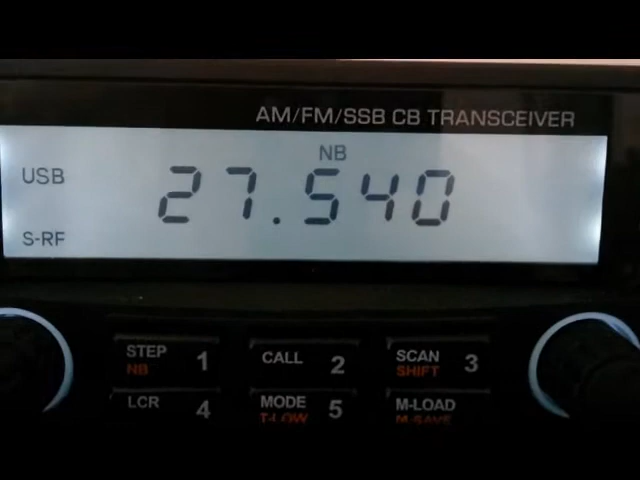 AM/FM/SSB CB TRANSCEIVER
NB
USB 27.540
S-RF
STEP 1 CALL 2 SCAN 3
NB SHIFT
LCR 4 MODE 5 M-LOAD
T-LOW M-SAVE